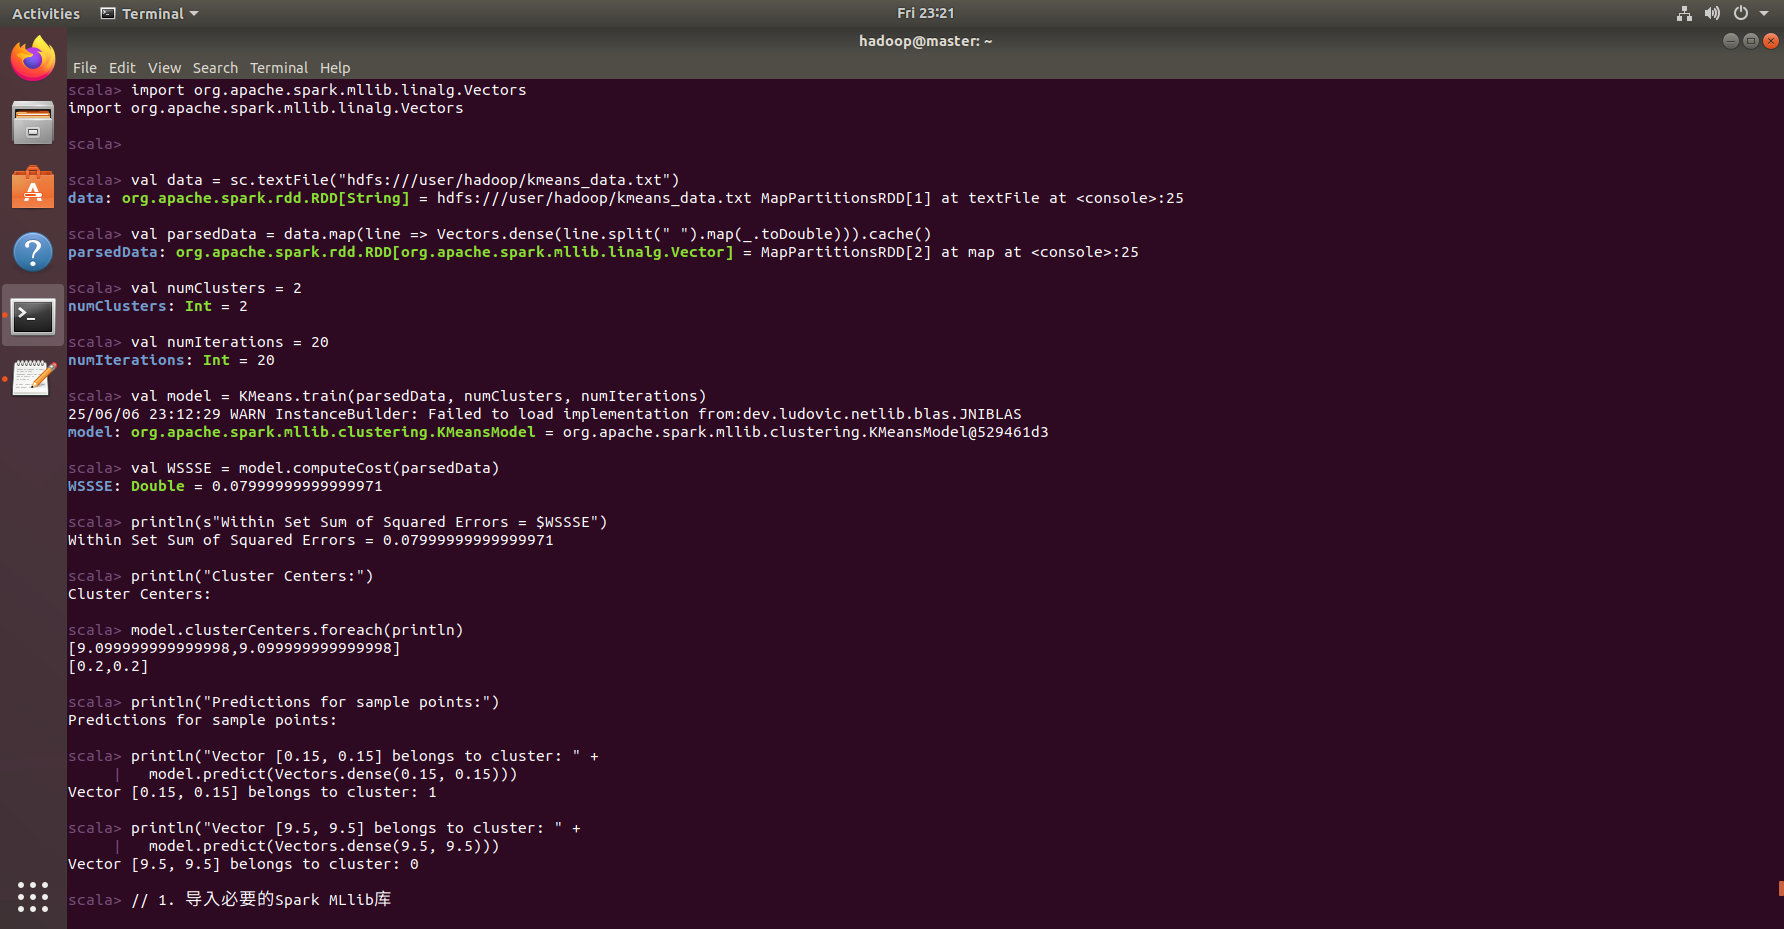 Activities Terminal Fri 23:21
hadoop@master: ~
File Edit View Search Terminal Help
scala> import org.apache.spark.mllib.linalg.Vectors
import org.apache.spark.mllib.linalg.Vectors
scala>
scala> val data = sc.textFile("hdfs:///user/hadoop/kmeans_data.txt")
data: org.apache.spark.rdd.RDD[String] = hdfs:///user/hadoop/kmeans_data.txt MapPartitionsRDD[1] at textFile at <console>:25
scala> val parsedData = data.map(line => Vectors.dense(line.split(" ").map(_.toDouble))).cache()
parsedData: org.apache.spark.rdd.RDD[org.apache.spark.mllib.linalg.Vector] = MapPartitionsRDD[2] at map at <console>:25
scala> val numClusters = 2
numClusters: Int = 2
scala> val numIterations = 20
numIterations: Int = 20
scala> val model = KMeans.train(parsedData, numClusters, numIterations)
25/06/06 23:12:29 WARN InstanceBuilder: Failed to load implementation from:dev.ludovic.netlib.blas.JNIBLAS
model: org.apache.spark.mllib.clustering.KMeansModel = org.apache.spark.mllib.clustering.KMeansModel@529461d3
scala> val WSSSE = model.computeCost(parsedData)
WSSSE: Double = 0.07999999999999971
scala> println(s"Within Set Sum of Squared Errors = $WSSSE")
Within Set Sum of Squared Errors = 0.07999999999999971
scala> println("Cluster Centers:")
Cluster Centers:
scala> model.clusterCenters.foreach(println)
[9.099999999999998,9.099999999999998]
[0.2,0.2]
scala> println("Predictions for sample points:")
Predictions for sample points:
scala> println("Vector [0.15, 0.15] belongs to cluster: " +
| model.predict(Vectors.dense(0.15, 0.15)))
Vector [0.15, 0.15] belongs to cluster: 1
scala> println("Vector [9.5, 9.5] belongs to cluster: " +
| model.predict(Vectors.dense(9.5, 9.5)))
Vector [9.5, 9.5] belongs to cluster: 0
scala> // 1. 导入必要的Spark MLlib库